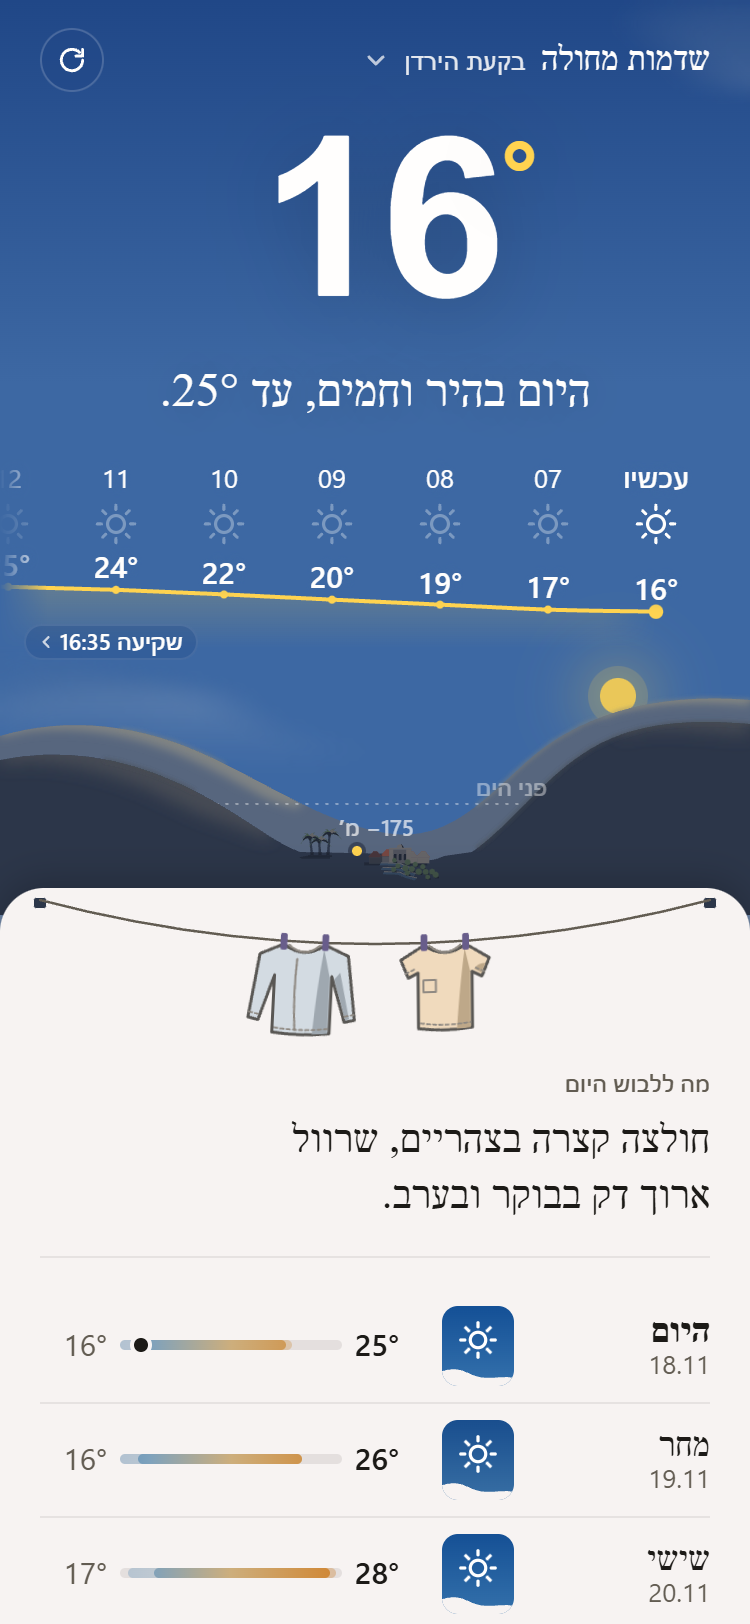 שדמות מחולה בקעת הירדן
16°
היום בהיר וחמים, עד 25°.
עכשיו 07 08 09 10 11 12
16° 17° 19° 20° 22° 24° 5°
שקיעה 16:35
פני הים
175– מ׳
מה ללבוש היום
חולצה קצרה בצהריים, שרוול
ארוך דק בבוקר ובערב.
היום 25° 16°
18.11
מחר 26° 16°
19.11
שישי 28° 17°
20.11